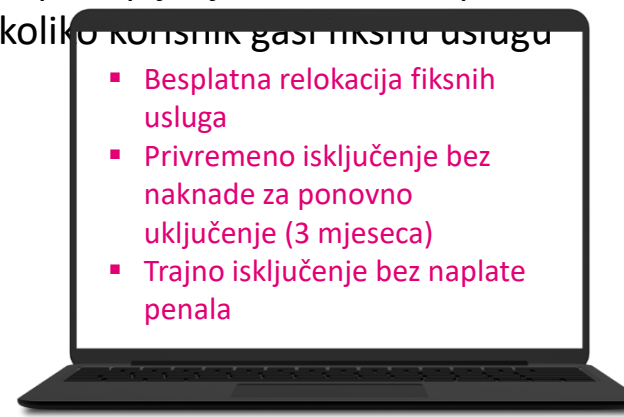 koliko korisnik gasi fiksnu uslugu
▪ Besplatna relokacija fiksnih
usluga
▪ Privremeno isključenje bez
naknade za ponovno
uključenje (3 mjeseca)
▪ Trajno isključenje bez naplate
penala